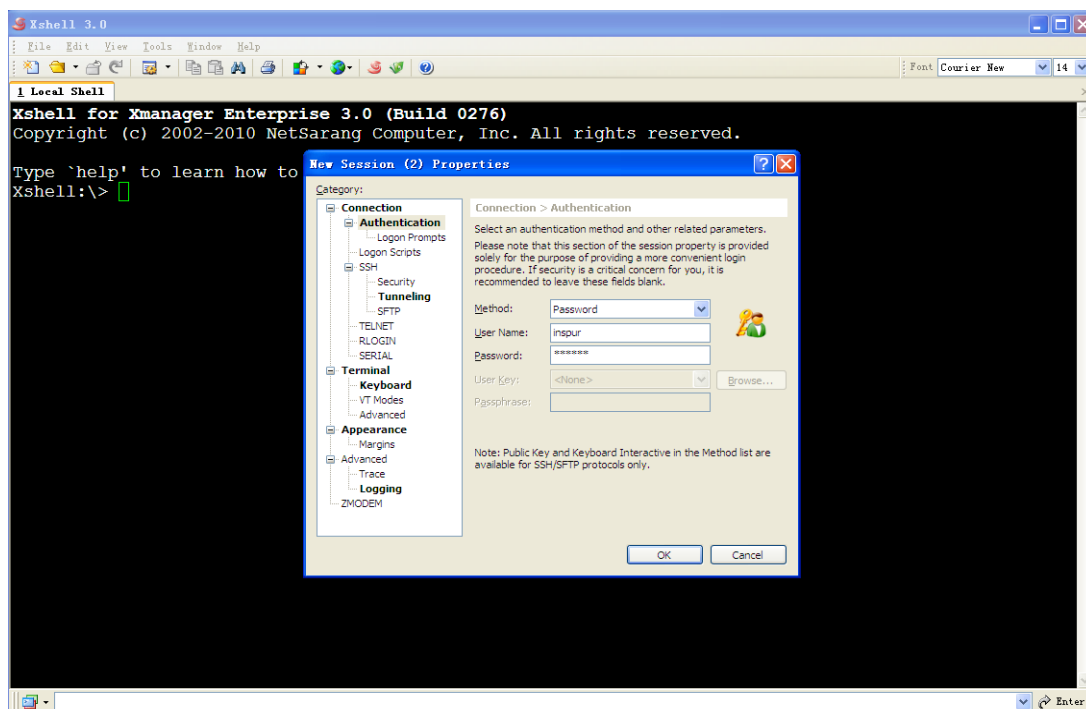 Xshell 3.0
File Edit View Tools Window Help
Font Courier New 14
1 Local Shell
Xshell for Xmanager Enterprise 3.0 (Build 0276)
Copyright (c) 2002-2010 NetSarang Computer, Inc. All rights reserved.
Type `help' to learn how to
Xshell:\>
New Session (2) Properties
Category:
Connection
Authentication
Logon Prompts
Logon Scripts
SSH
Security
Tunneling
SFTP
TELNET
RLOGIN
SERIAL
Terminal
Keyboard
VT Modes
Advanced
Appearance
Margins
Advanced
Trace
Logging
ZMODEM
Connection > Authentication
Select an authentication method and other related parameters.
Please note that this section of the session property is provided
solely for the purpose of providing a more convenient login
procedure. If security is a critical concern for you, it is
recommended to leave these fields blank.
Method: Password
User Name: inspur
Password: ******
User Key: <None> Browse...
Passphrase:
Note: Public Key and Keyboard Interactive in the Method list are
available for SSH/SFTP protocols only.
OK Cancel
Enter